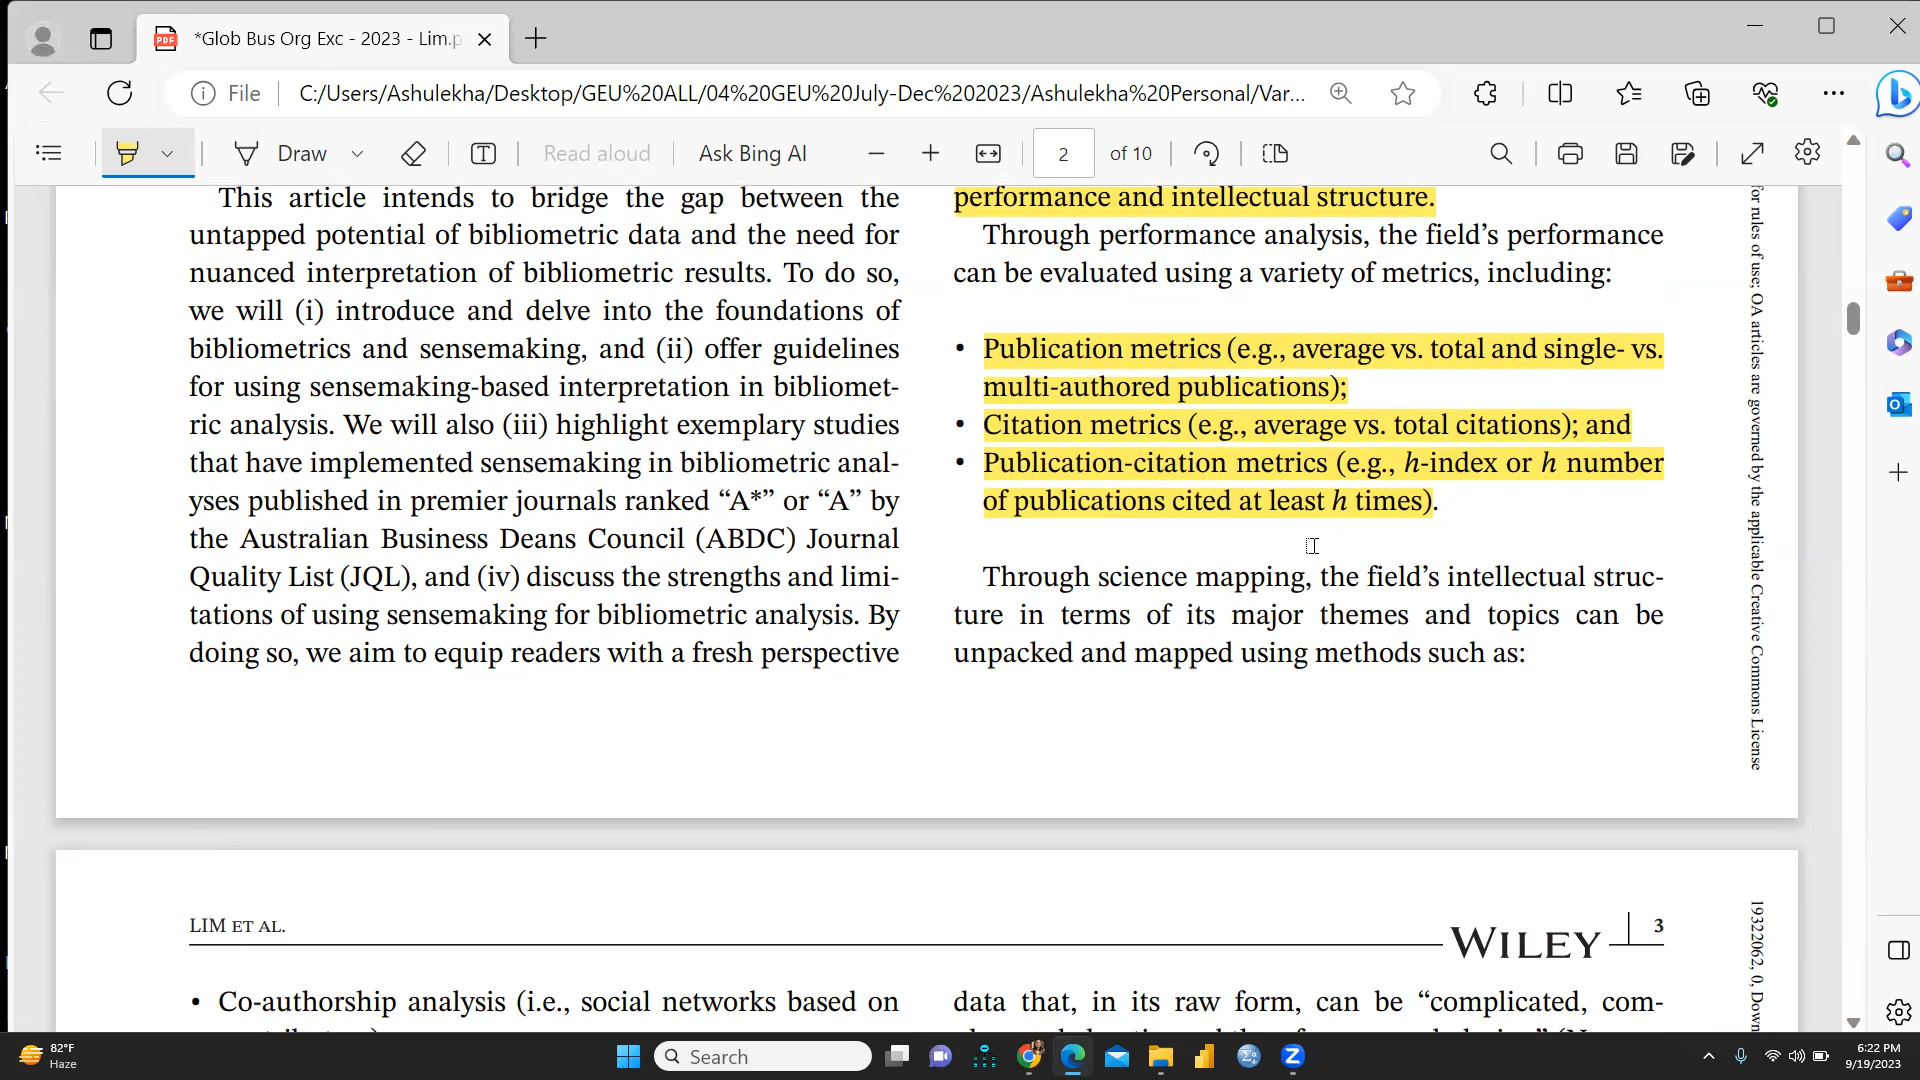 *Glob Bus Org Exc - 2023 - Lim.p
File
C:/Users/Ashulekha/Desktop/GEU%20ALL/04%20GEU%20July-Dec%202023/Ashulekha%20Personal/Var...
Draw
Read aloud
Ask Bing AI
2
of 10
This article intends to bridge the gap between the
untapped potential of bibliometric data and the need for
nuanced interpretation of bibliometric results. To do so,
we will (i) introduce and delve into the foundations of
bibliometrics and sensemaking, and (ii) offer guidelines
for using sensemaking-based interpretation in bibliomet-
ric analysis. We will also (iii) highlight exemplary studies
that have implemented sensemaking in bibliometric anal-
yses published in premier journals ranked “A*” or “A” by
the Australian Business Deans Council (ABDC) Journal
Quality List (JQL), and (iv) discuss the strengths and limi-
tations of using sensemaking for bibliometric analysis. By
doing so, we aim to equip readers with a fresh perspective
performance and intellectual structure.
Through performance analysis, the field’s performance
can be evaluated using a variety of metrics, including:
• Publication metrics (e.g., average vs. total and single- vs.
multi-authored publications);
• Citation metrics (e.g., average vs. total citations); and
• Publication-citation metrics (e.g., h-index or h number
of publications cited at least h times).
Through science mapping, the field’s intellectual struc-
ture in terms of its major themes and topics can be
unpacked and mapped using methods such as:
for rules of use; OA articles are governed by the applicable Creative Commons License
LIM ET AL.
WILEY
3
• Co-authorship analysis (i.e., social networks based on
data that, in its raw form, can be “complicated, com-
19322062, 0, Down
82°F
Haze
Search
6:22 PM
9/19/2023